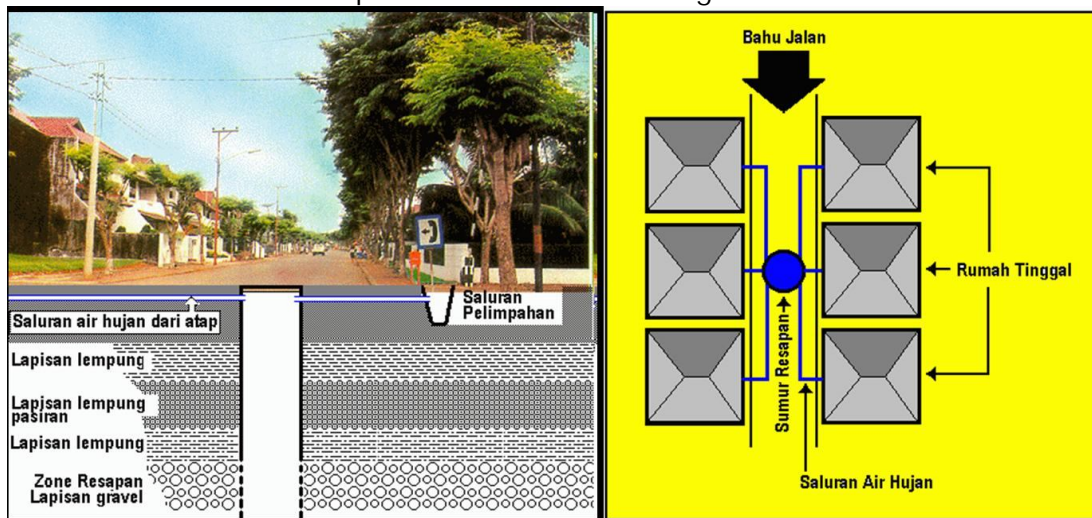 Saluran
Pelimpahan
Saluran air hujan dari atap
Lapisan lempung
Lapisan lempung
pasiran
Lapisan lempung
Zone Resapan
Lapisan gravel
Bahu Jalan
Rumah Tinggal
Sumur Resapan
Saluran Air Hujan